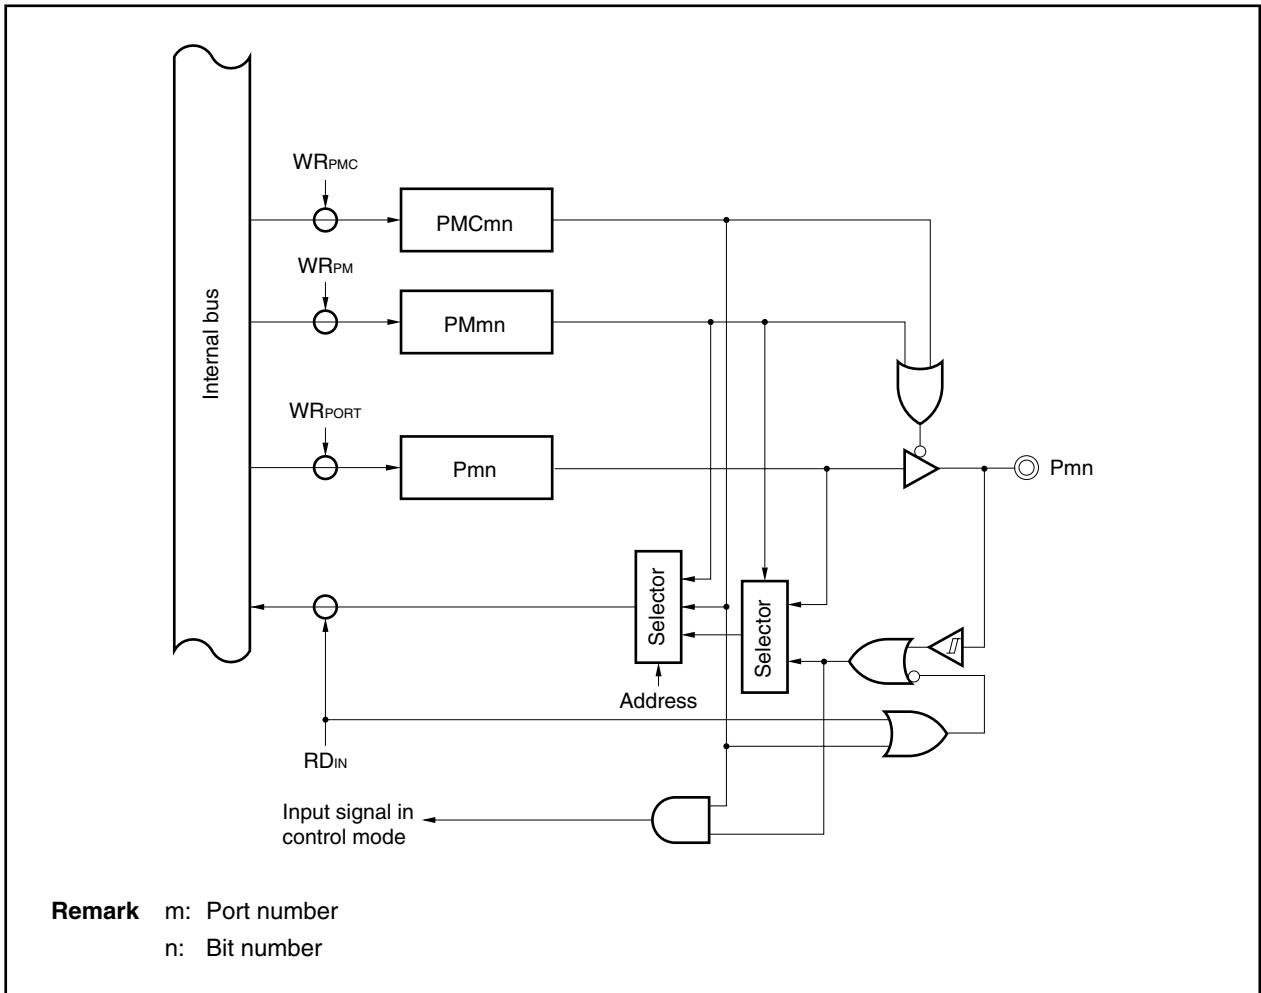 WRPMC
PMCmn
WRPM
PMmn
Internal bus
WRPORT
Pmn
Pmn
Selector
Selector
Address
RDIN
Input signal in
control mode
Remark m: Port number
n: Bit number